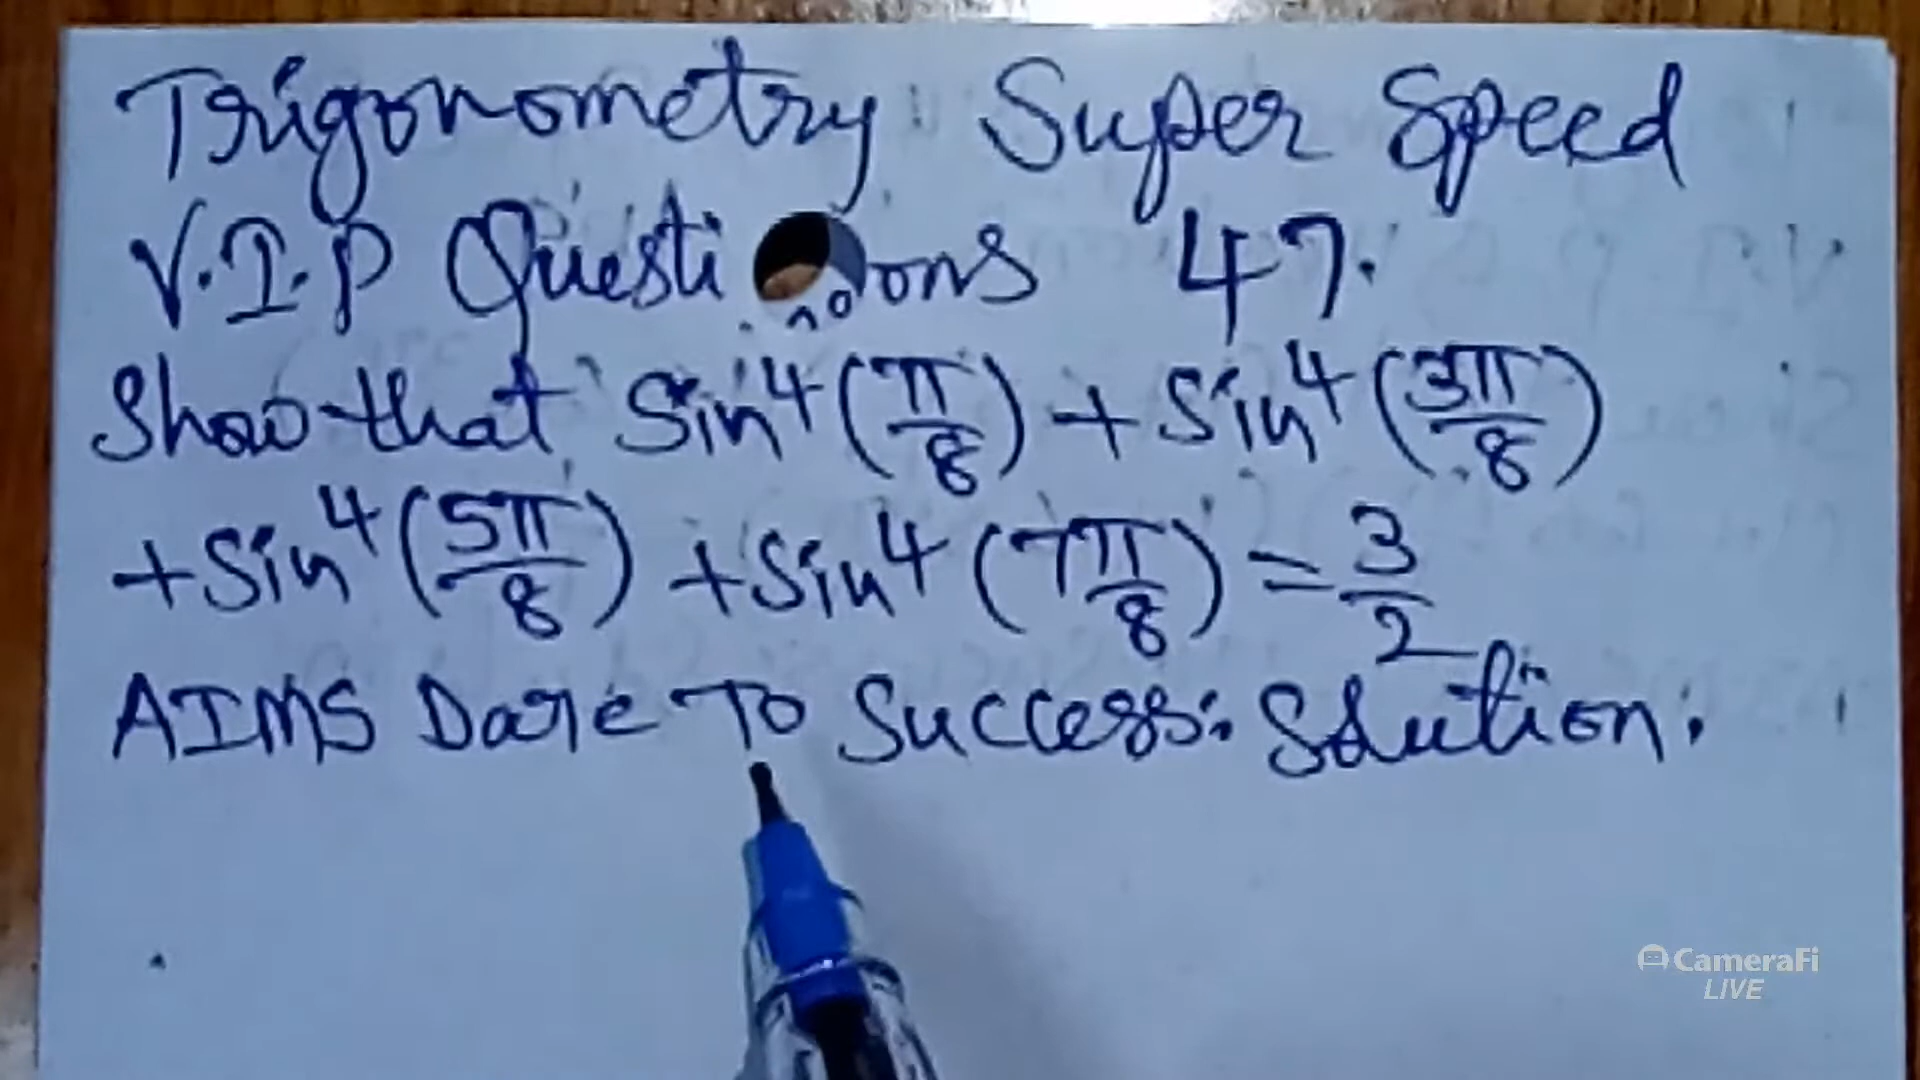 Trigonometry Super Speed
V.I.P Questions 47.
Show that Sin⁴(π/8) + Sin⁴(3π/8)
+ Sin⁴(5π/8) + Sin⁴(7π/8) = 3/2
AIMS Dare To Success: Solution.
CameraFi
LIVE